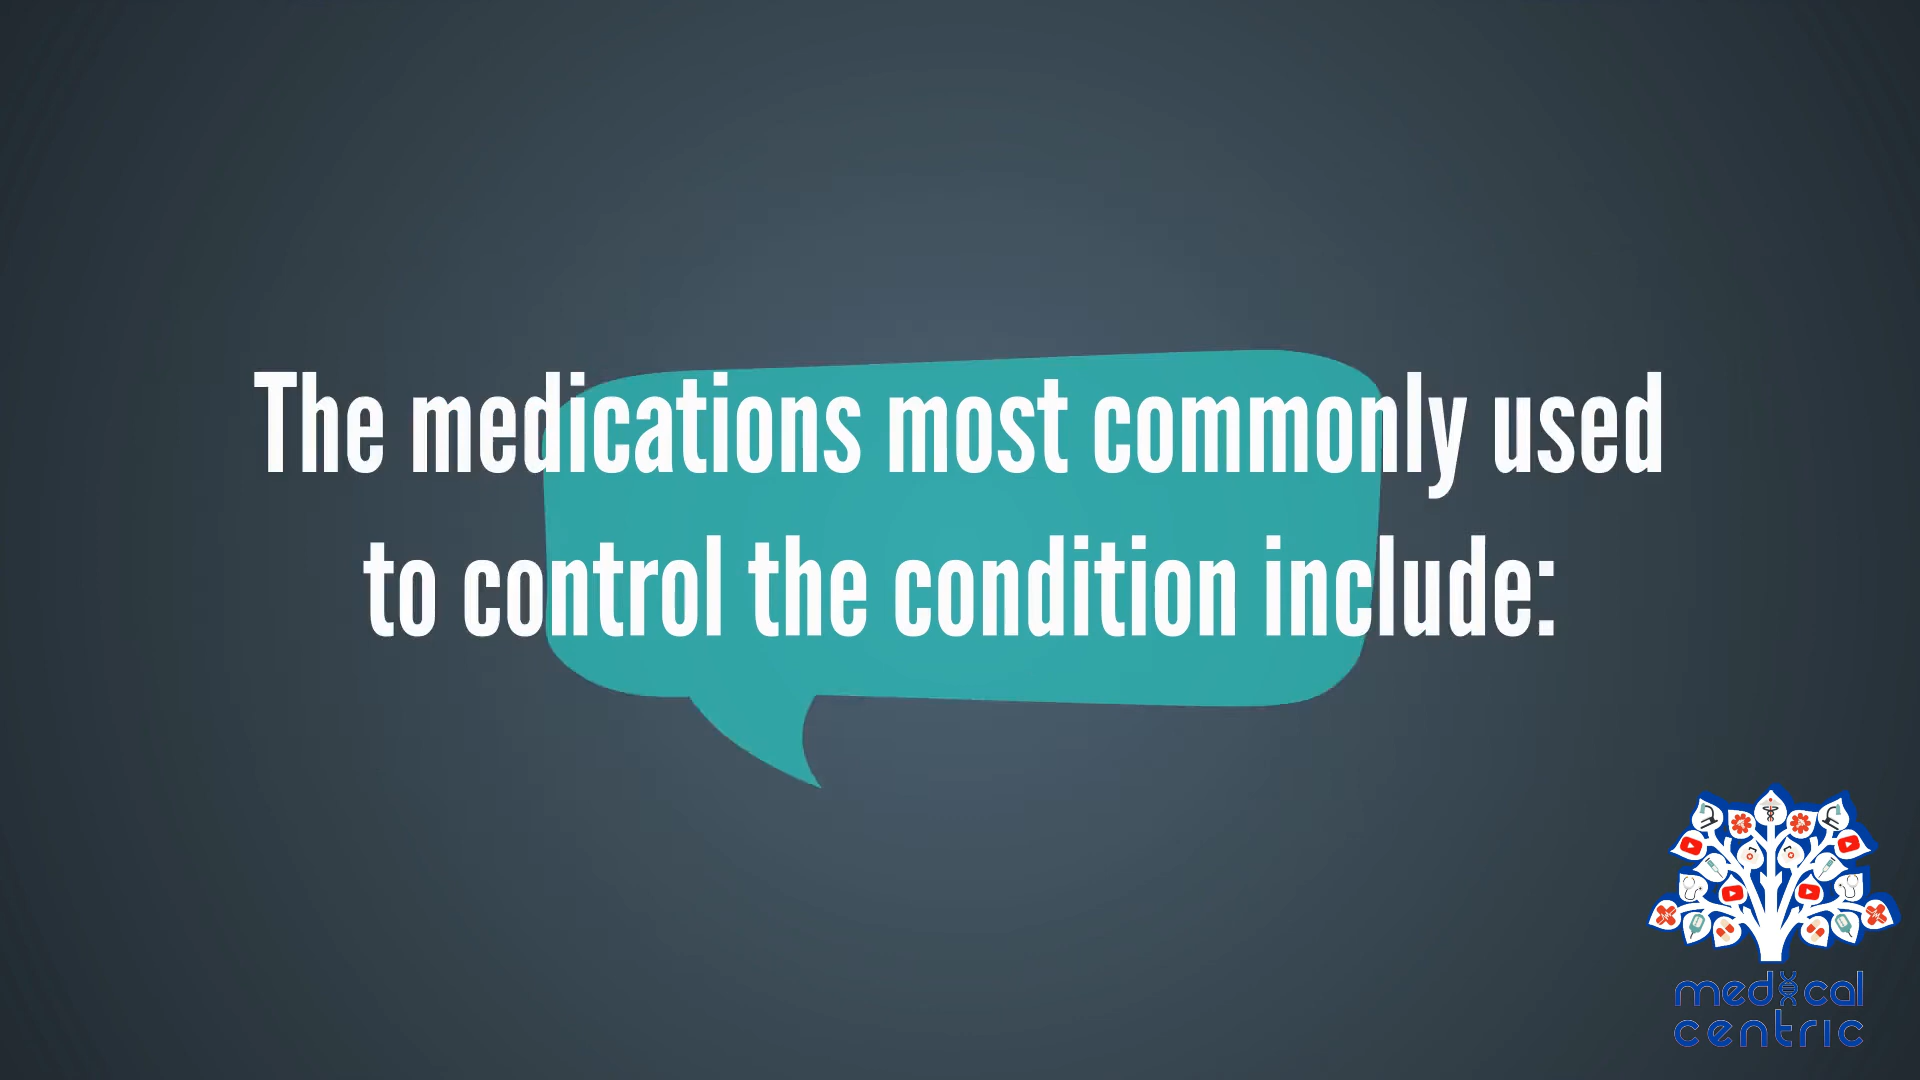 The medications most commonly used
to control the condition include:
medical
centric